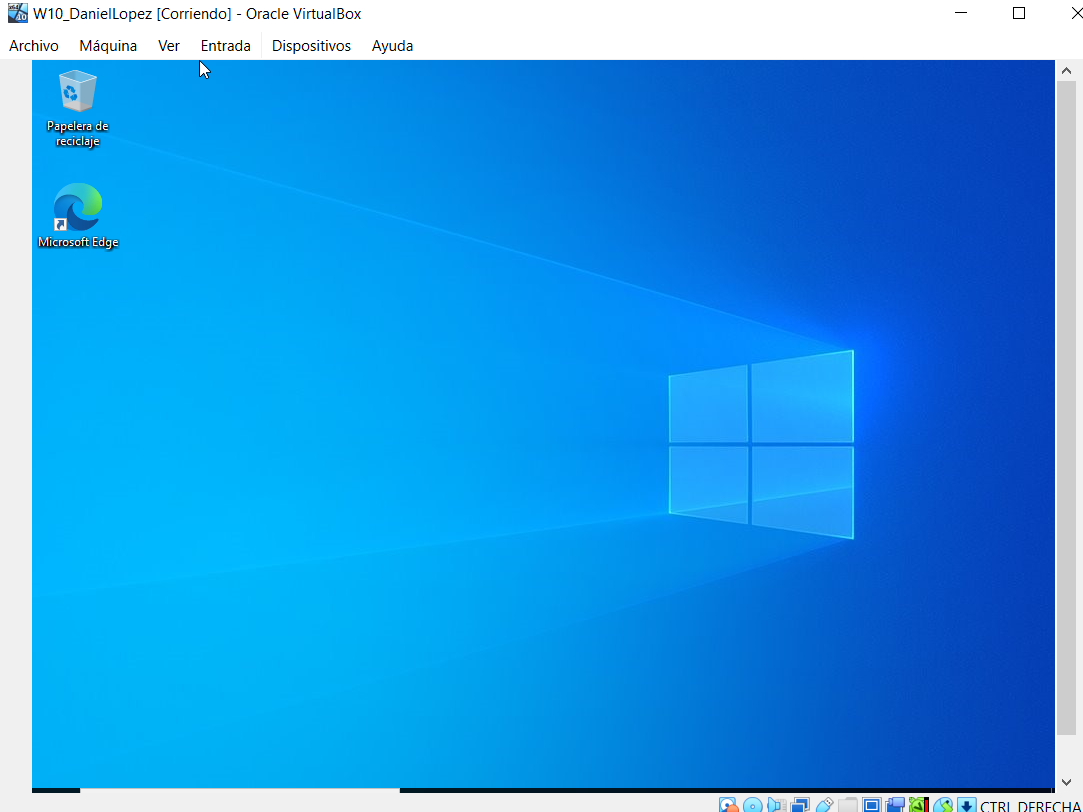 W10_DanielLopez [Corriendo] - Oracle VirtualBox
Archivo Máquina Ver Entrada Dispositivos Ayuda
Papelera de
reciclaje
Microsoft Edge
CTRL DERECHA